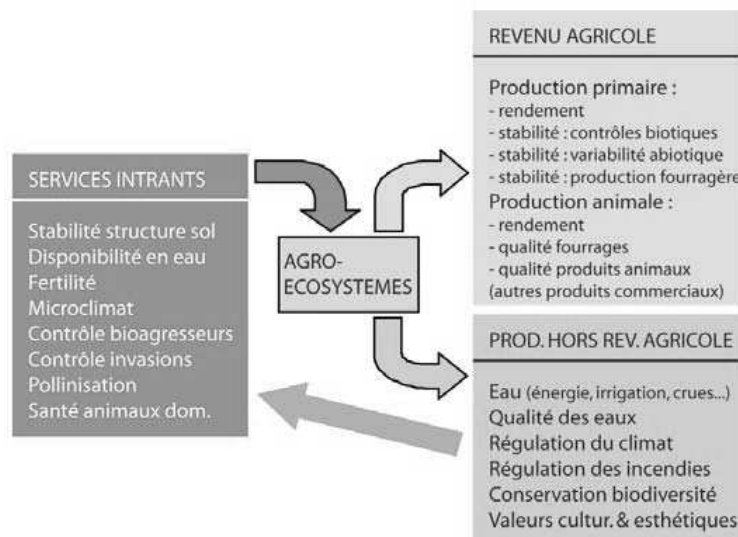 SERVICES INTRANTS
Stabilité structure sol
Disponibilité en eau
Fertilité
Microclimat
Contrôle bioagresseurs
Contrôle invasions
Pollinisation
Santé animaux dom.
AGRO-
ECOSYSTEMES
REVENU AGRICOLE
Production primaire :
- rendement
- stabilité : contrôles biotiques
- stabilité : variabilité abiotique
- stabilité : production fourragère
Production animale :
- rendement
- qualité fourrages
- qualité produits animaux
(autres produits commerciaux)
PROD. HORS REV. AGRICOLE
Eau (énergie, irrigation, crues...)
Qualité des eaux
Régulation du climat
Régulation des incendies
Conservation biodiversité
Valeurs cultur. & esthétiques